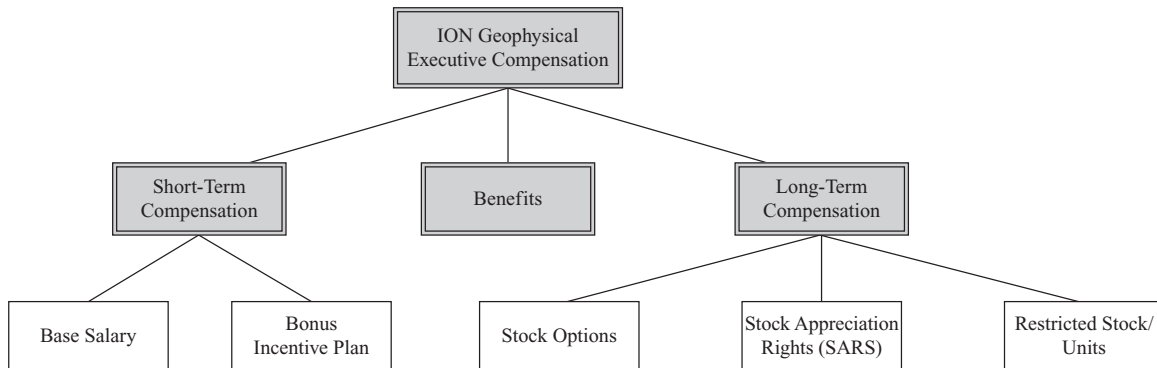 ION Geophysical
Executive Compensation
Short-Term
Compensation
Benefits
Long-Term
Compensation
Base Salary
Bonus
Incentive Plan
Stock Options
Stock Appreciation
Rights (SARS)
Restricted Stock/
Units